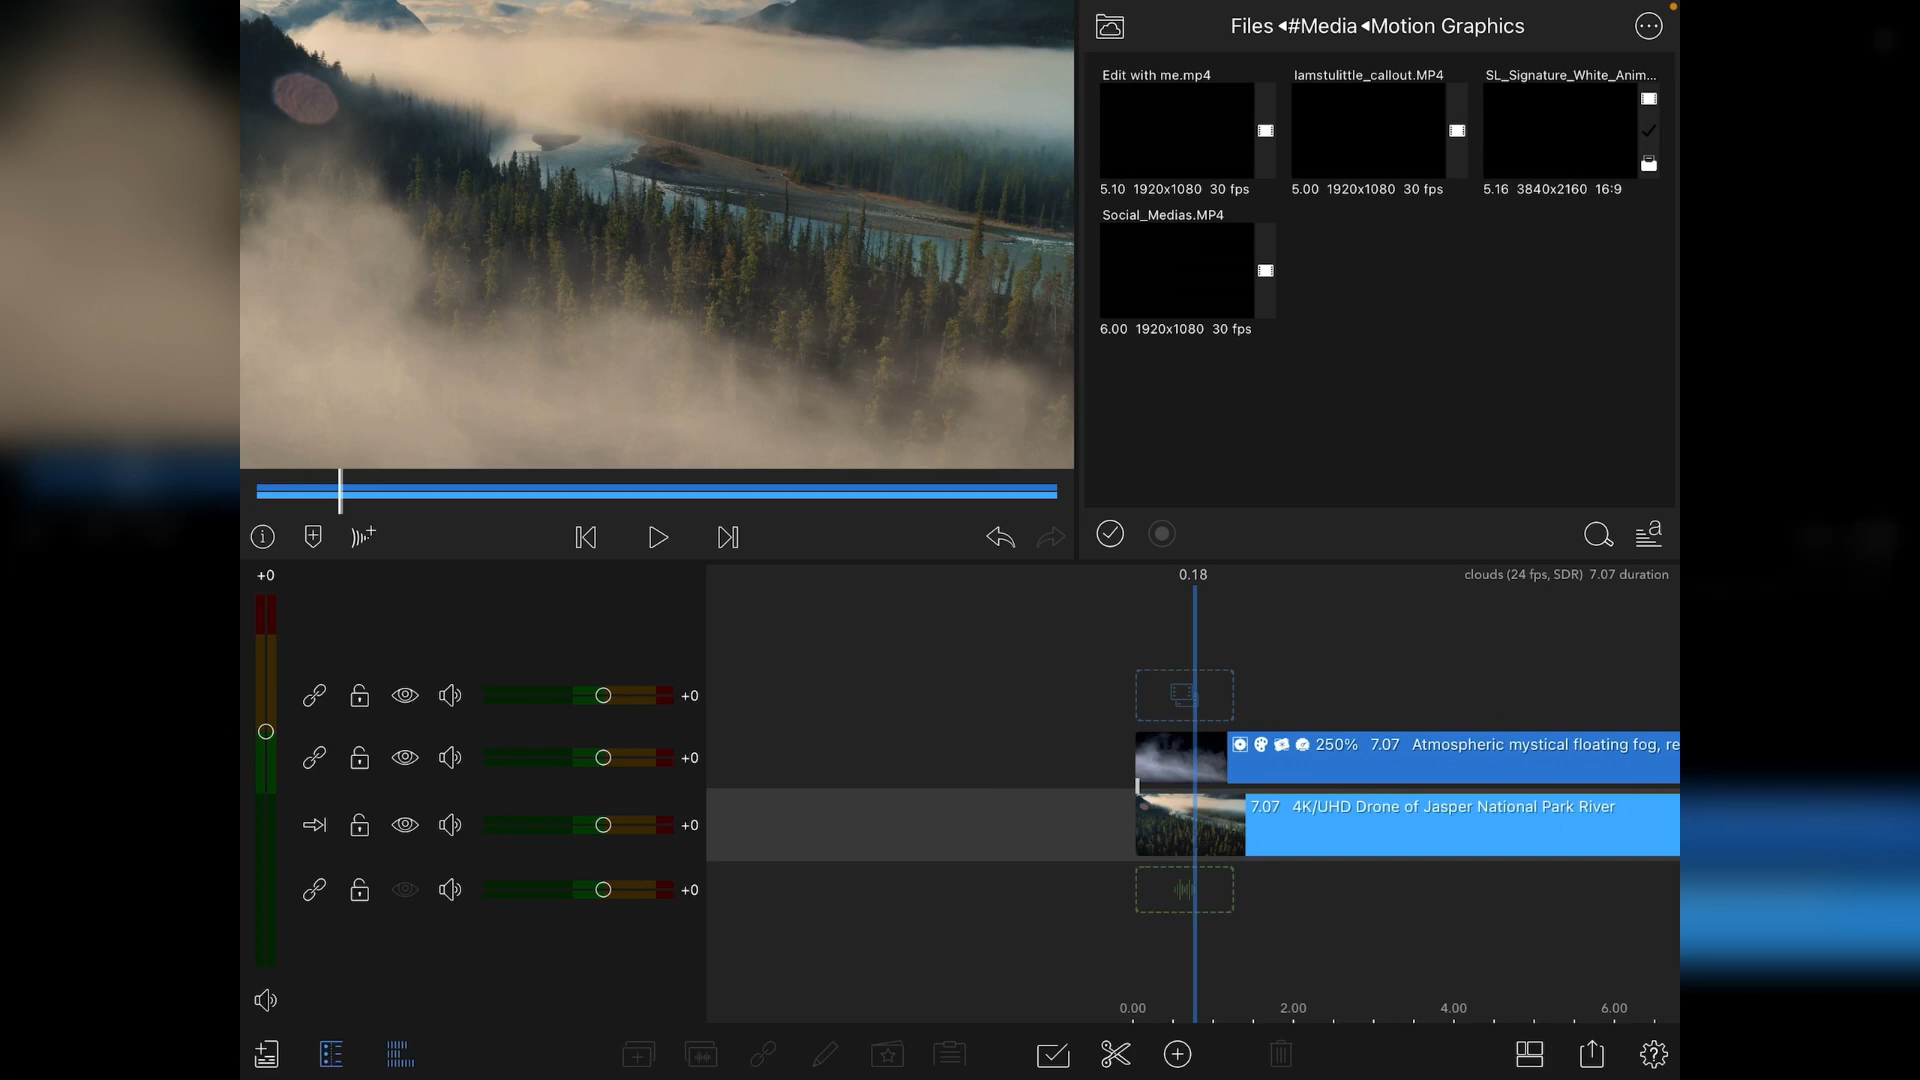 Files ◂#Media ◂Motion Graphics
Edit with me.mp4
Iamstulittle_callout.MP4
SL_Signature_White_Anim...
5.10 1920x1080 30 fps
5.00 1920x1080 30 fps
5.16 3840x2160 16:9
Social_Medias.MP4
6.00 1920x1080 30 fps
+0
0.18
clouds (24 fps, SDR) 7.07 duration
+0
+0
250% 7.07 Atmospheric mystical floating fog, re
+0
7.07 4K/UHD Drone of Jasper National Park River
+0
0.00
2.00
4.00
6.00